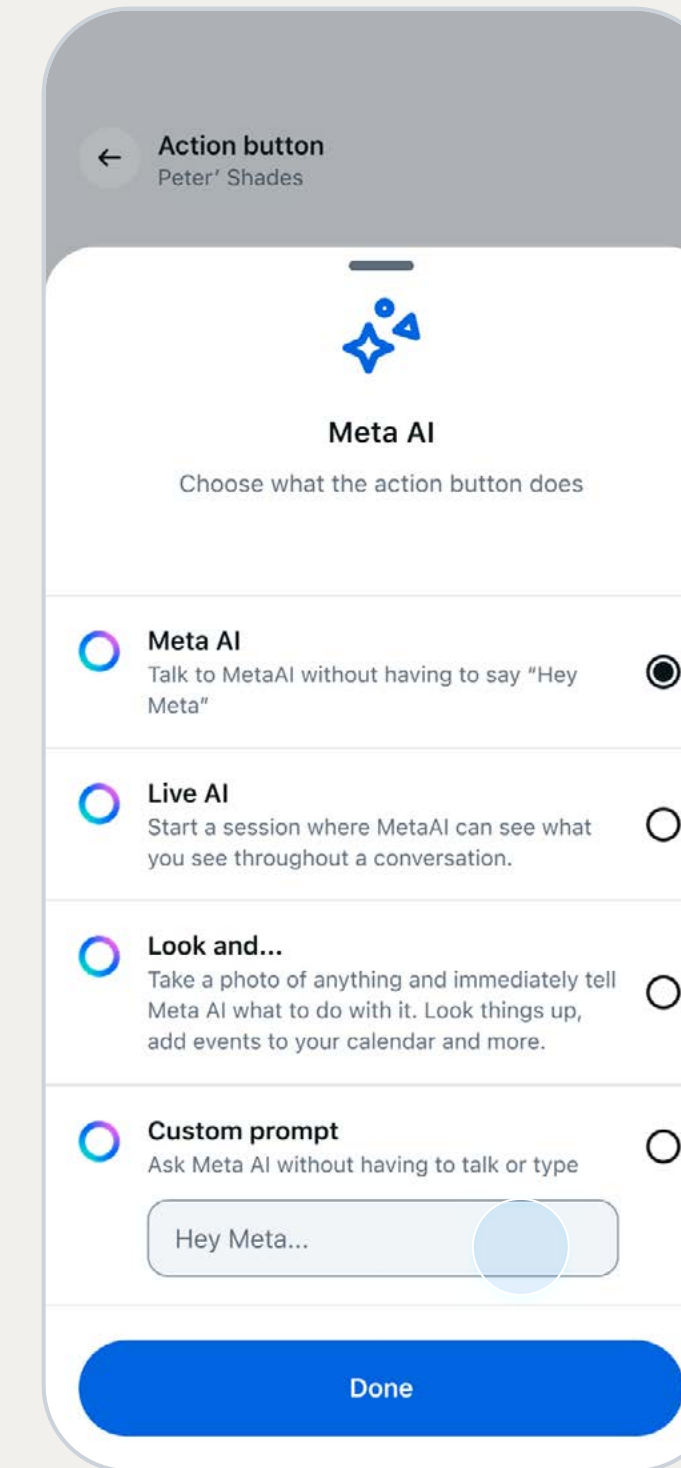 Action button
Peter’ Shades
Meta AI
Choose what the action button does
Meta AI
Talk to MetaAI without having to say “Hey
Meta”
Live AI
Start a session where MetaAI can see what
you see throughout a conversation.
Look and...
Take a photo of anything and immediately tell
Meta AI what to do with it. Look things up,
add events to your calendar and more.
Custom prompt
Ask Meta AI without having to talk or type
Hey Meta...
Done